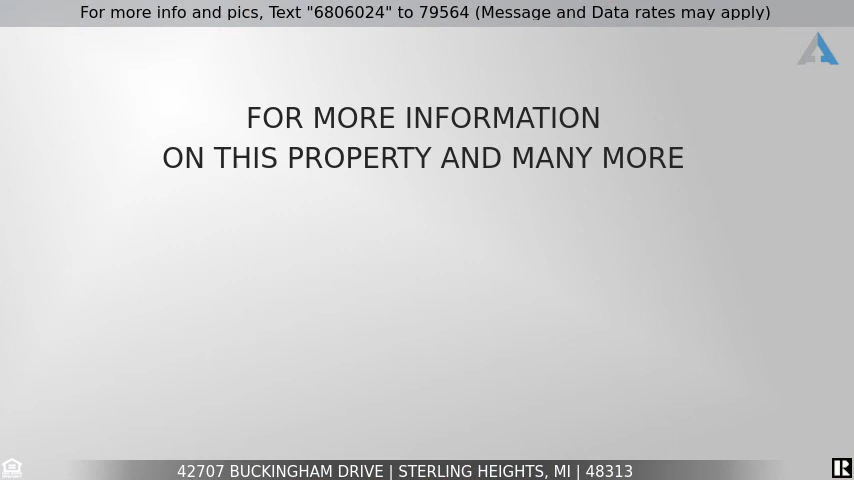 For more info and pics, Text "6806024" to 79564 (Message and Data rates may apply)
FOR MORE INFORMATION
ON THIS PROPERTY AND MANY MORE
42707 BUCKINGHAM DRIVE | STERLING HEIGHTS, MI | 48313